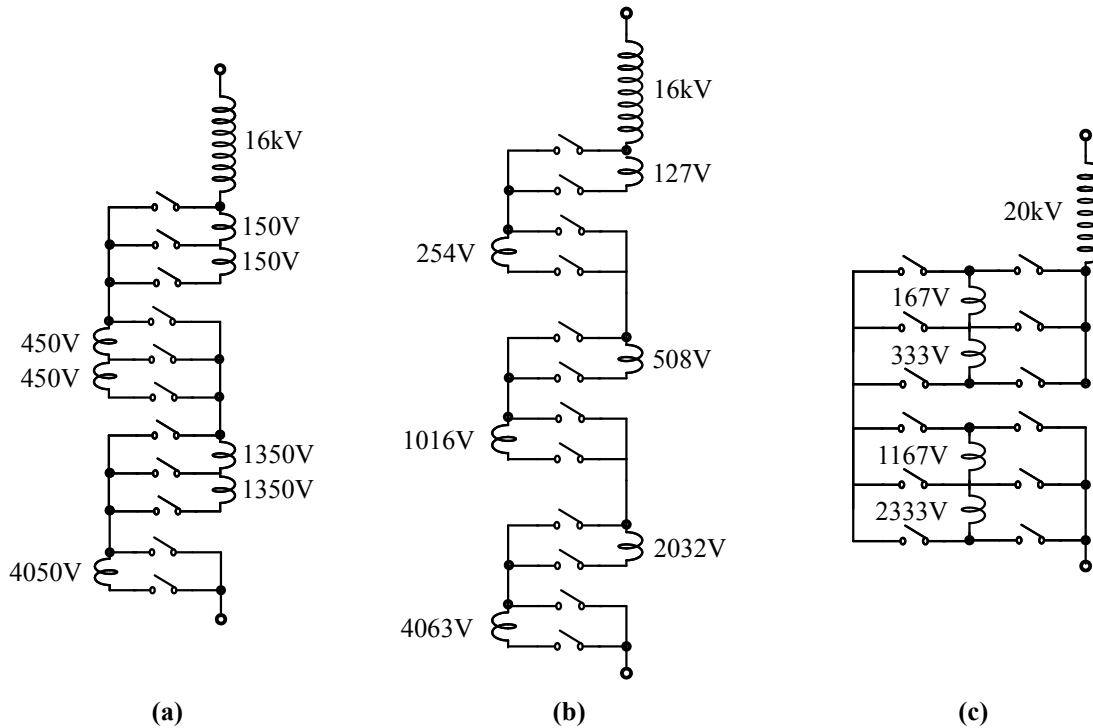 16kV
150V
150V
450V
450V
1350V
1350V
4050V
(a)
16kV
127V
254V
508V
1016V
2032V
4063V
(b)
20kV
167V
333V
1167V
2333V
(c)